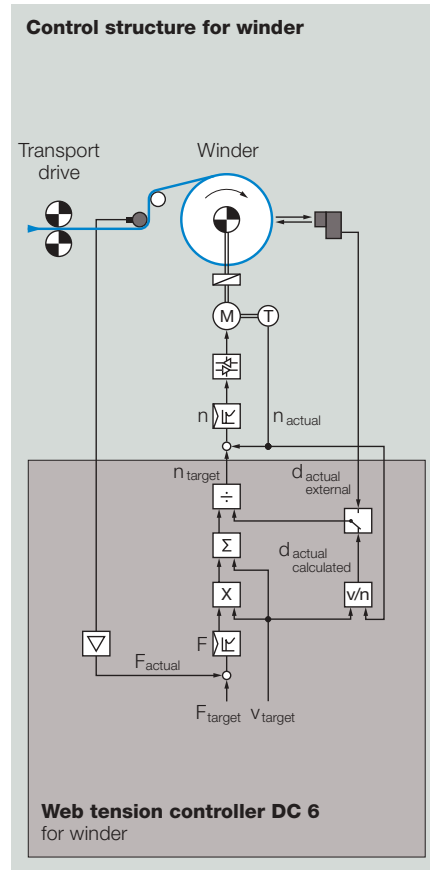 Control structure for winder
Transport
drive
Winder
M
T
n
n actual
n target
d actual
external
÷
Σ
d actual
calculated
X
v/n
F
F actual
F target
v target
Web tension controller DC 6
for winder